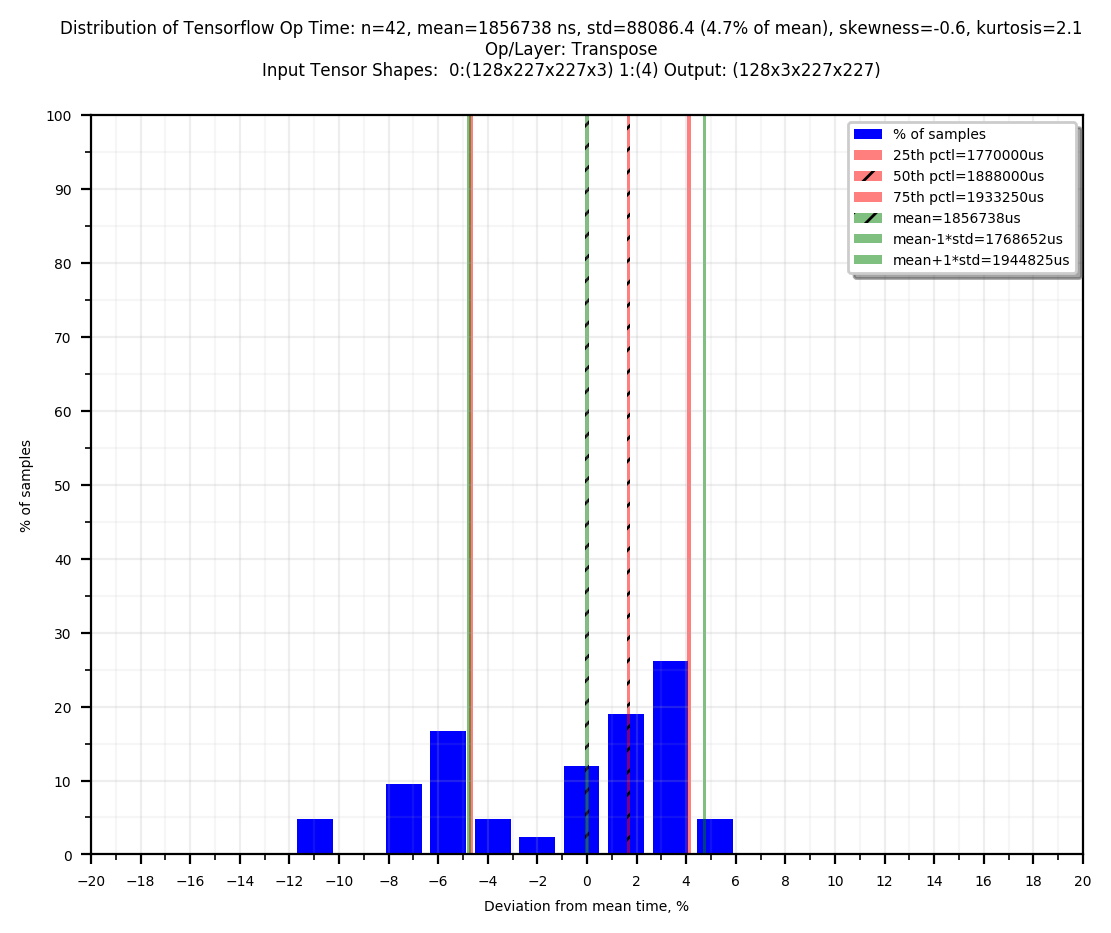 Distribution of Tensorflow Op Time: n=42, mean=1856738 ns, std=88086.4 (4.7% of mean), skewness=-0.6, kurtosis=2.1
Op/Layer: Transpose
Input Tensor Shapes:  0:(128x227x227x3) 1:(4) Output: (128x3x227x227)
100
90
80
70
60
50
40
30
20
10
0
% of samples
% of samples
25th pctl=1770000us
50th pctl=1888000us
75th pctl=1933250us
mean=1856738us
mean-1*std=1768652us
mean+1*std=1944825us
−20 −18 −16 −14 −12 −10 −8 −6 −4 −2 0 2 4 6 8 10 12 14 16 18 20
Deviation from mean time, %